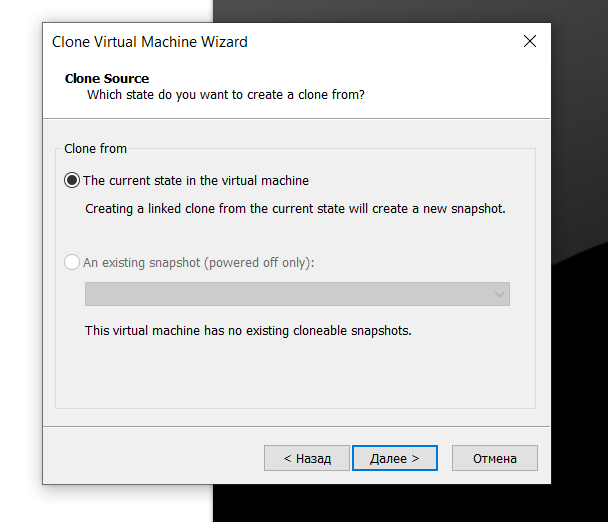 Clone Virtual Machine Wizard
Clone Source
Which state do you want to create a clone from?
Clone from
The current state in the virtual machine
Creating a linked clone from the current state will create a new snapshot.
An existing snapshot (powered off only):
This virtual machine has no existing cloneable snapshots.
< Назад Далее > Отмена